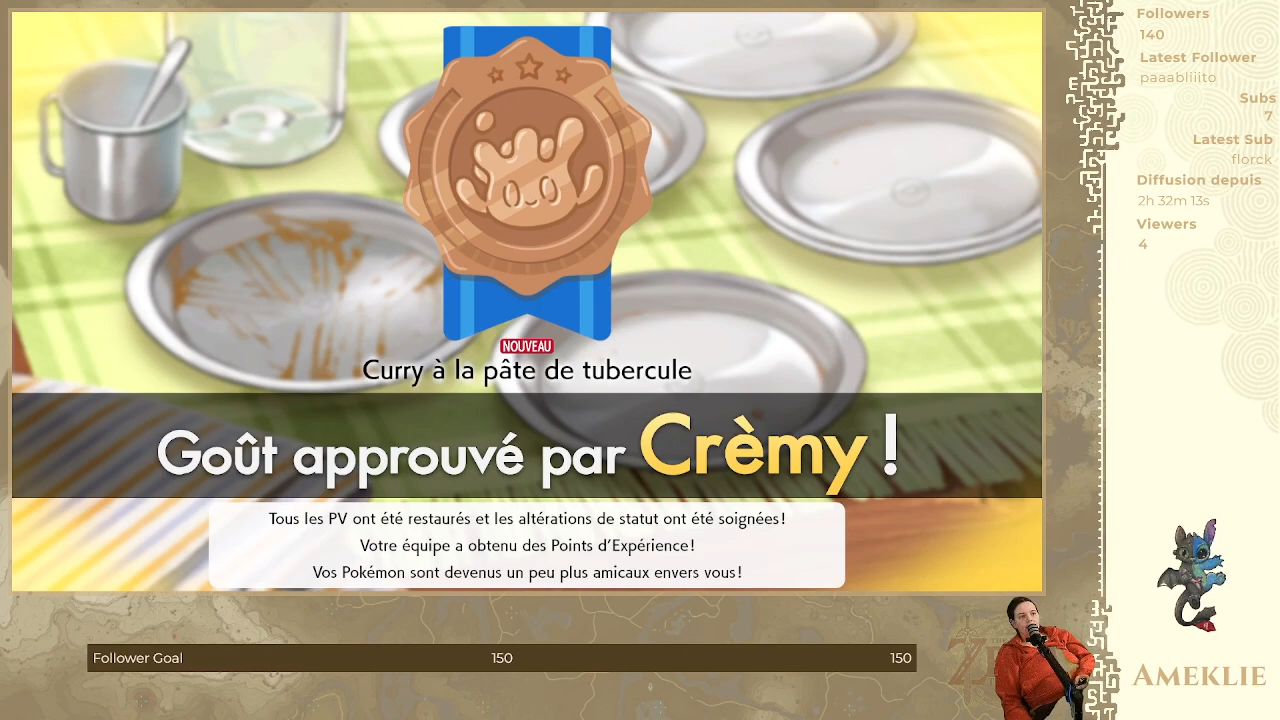 NOUVEAU
Curry à la pâte de tubercule
Goût approuvé par Crèmy !
Tous les PV ont été restaurés et les altérations de statut ont été soignées!
Votre équipe a obtenu des Points d'Expérience!
Vos Pokémon sont devenus un peu plus amicaux envers vous!
Follower Goal 150 150
Followers
140
Latest Follower
paaabliiito
Subs
7
Latest Sub
florck
Diffusion depuis
2h 32m 13s
Viewers
4
AMEKLIE